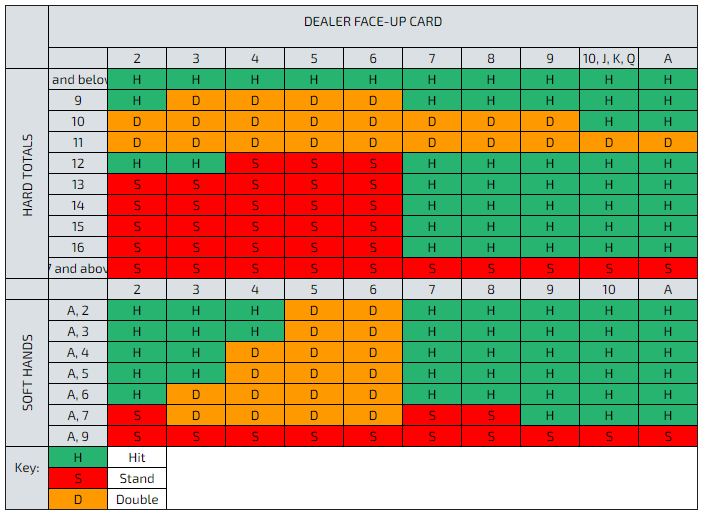 DEALER FACE-UP CARD
2 3 4 5 6 7 8 9 10, J, K, Q A
HARD TOTALS
and below H H H H H H H H H H
9 H D D D D H H H H H
10 D D D D D D D D H H
11 D D D D D D D D D D
12 H H S S S H H H H H
13 S S S S S H H H H H
14 S S S S S H H H H H
15 S S S S S H H H H H
16 S S S S S H H H H H
7 and above S S S S S S S S S S
2 3 4 5 6 7 8 9 10 A
SOFT HANDS
A, 2 H H H D D H H H H H
A, 3 H H H D D H H H H H
A, 4 H H D D D H H H H H
A, 5 H H D D D H H H H H
A, 6 H D D D D H H H H H
A, 7 S D D D D S S H H H
A, 9 S S S S S S S S S S
Key:
H Hit
S Stand
D Double